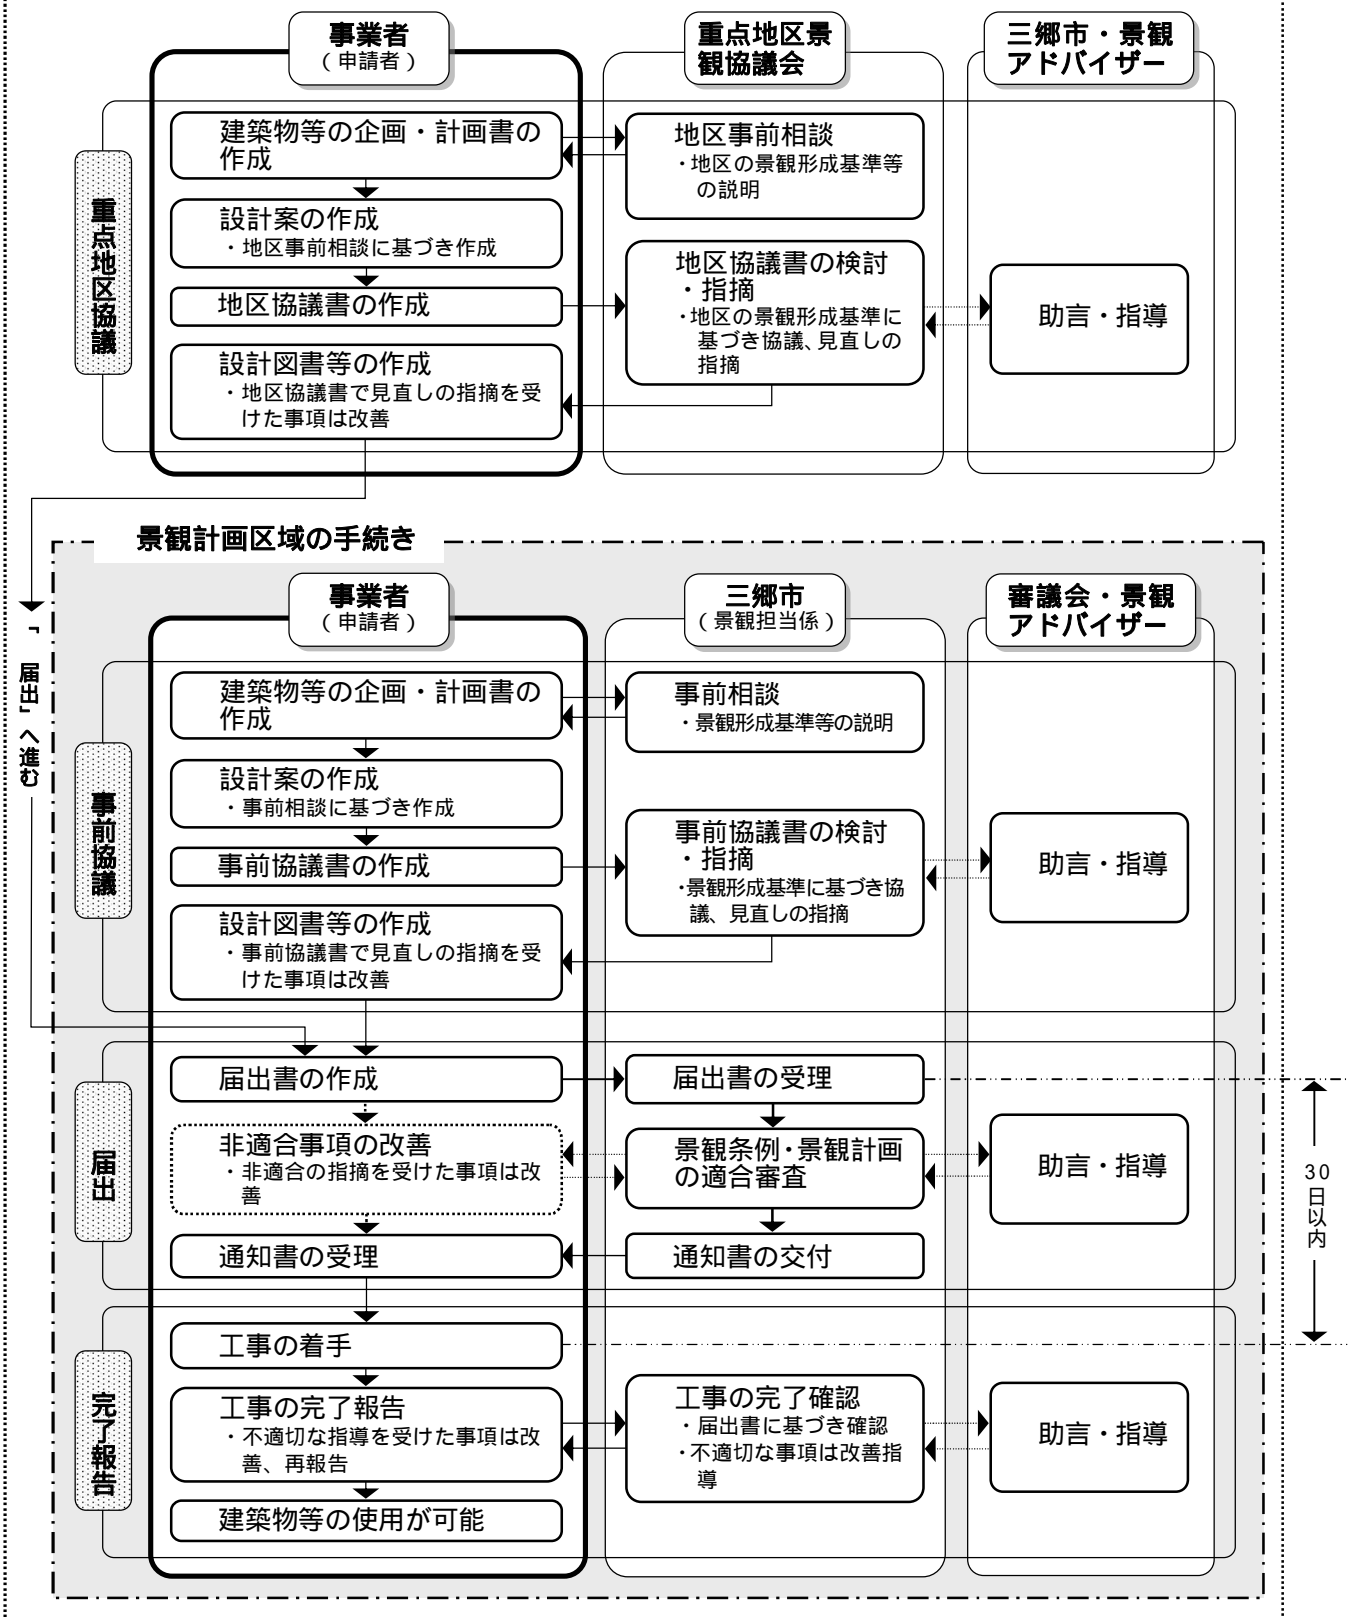 事業者
（申請者）
重点地区景
観協議会
三郷市・景観
アドバイザー
重点地区協議
建築物等の企画・計画書の
作成
地区事前相談
・地区の景観形成基準等
の説明
設計案の作成
・地区事前相談に基づき作成
地区協議書の作成
地区協議書の検討
・指摘
・地区の景観形成基準に
基づき協議、見直しの
指摘
助言・指導
設計図書等の作成
・地区協議書で見直しの指摘を受
けた事項は改善
「 届出」へ進む
景観計画区域の手続き
事業者
（申請者）
三郷市
（景観担当係）
審議会・景観
アドバイザー
事前協議
建築物等の企画・計画書の
作成
事前相談
・景観形成基準等の説明
設計案の作成
・事前相談に基づき作成
事前協議書の作成
事前協議書の検討
・指摘
・景観形成基準に基づき協
議、見直しの指摘
助言・指導
設計図書等の作成
・事前協議書で見直しの指摘を受
けた事項は改善
届出
届出書の作成
届出書の受理
非適合事項の改善
・非適合の指摘を受けた事項は改
善
景観条例・景観計画
の適合審査
助言・指導
通知書の受理
通知書の交付
30日以内
完了報告
工事の着手
工事の完了報告
・不適切な指導を受けた事項は改
善、再報告
工事の完了確認
・届出書に基づき確認
・不適切な事項は改善指
導
助言・指導
建築物等の使用が可能